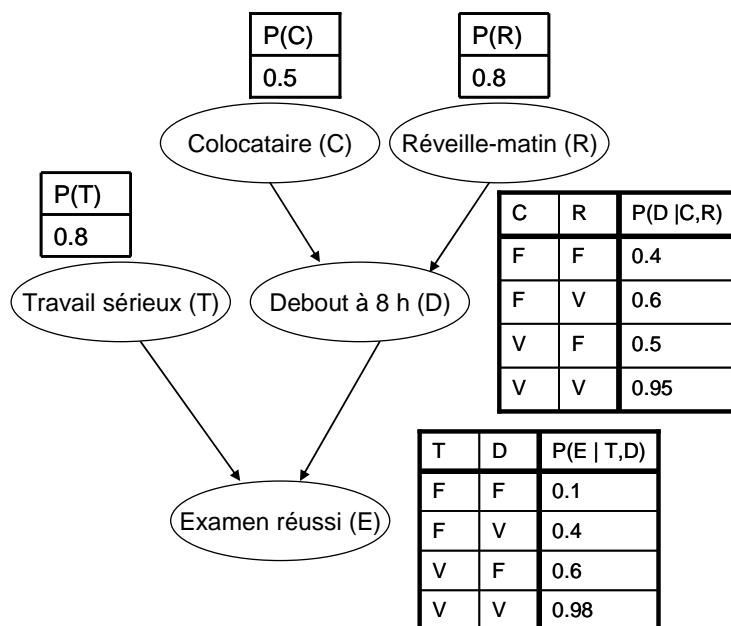 P(C)
0.5
P(R)
0.8
Colocataire (C)
Réveille-matin (R)
P(T)
0.8
C R P(D |C,R)
F F 0.4
F V 0.6
V F 0.5
V V 0.95
Travail sérieux (T)
Debout à 8 h (D)
T D P(E | T,D)
F F 0.1
F V 0.4
V F 0.6
V V 0.98
Examen réussi (E)